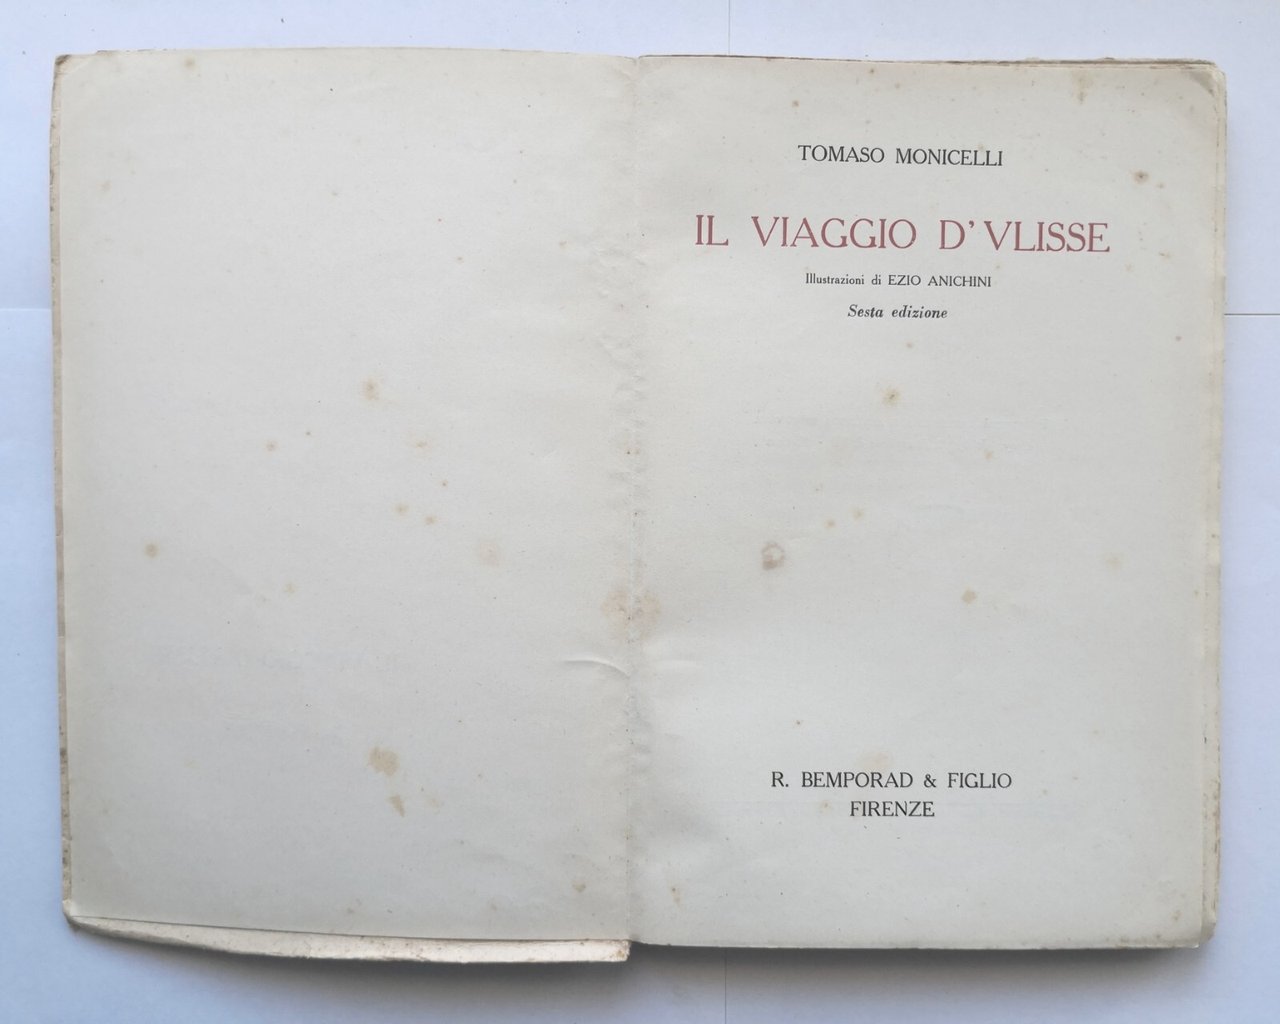 TOMASO MONICELLI
IL VIAGGIO D' VLISSE
Illustrazioni di EZIO ANICHINI
Sesta edizione
R. BEMPORAD & FIGLIO
FIRENZE